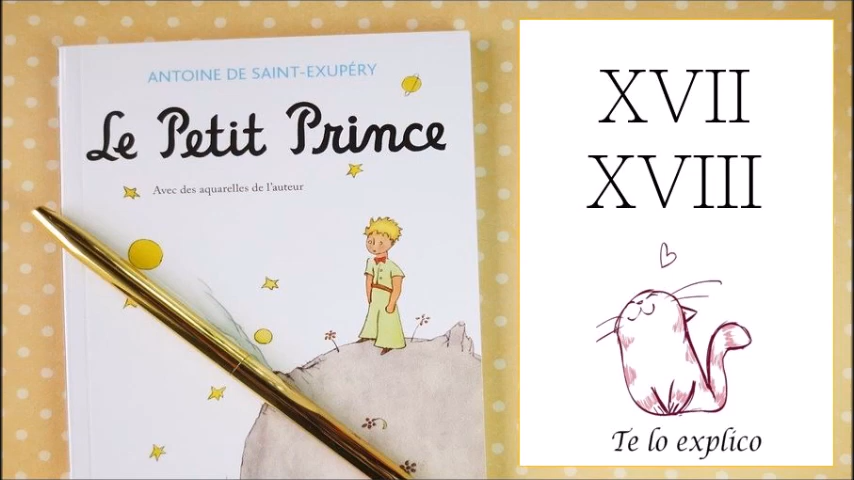 ANTOINE DE SAINT-EXUPÉRY
Le Petit Prince
Avec des aquarelles de l'auteur
XVII
XVIII
Te lo explico